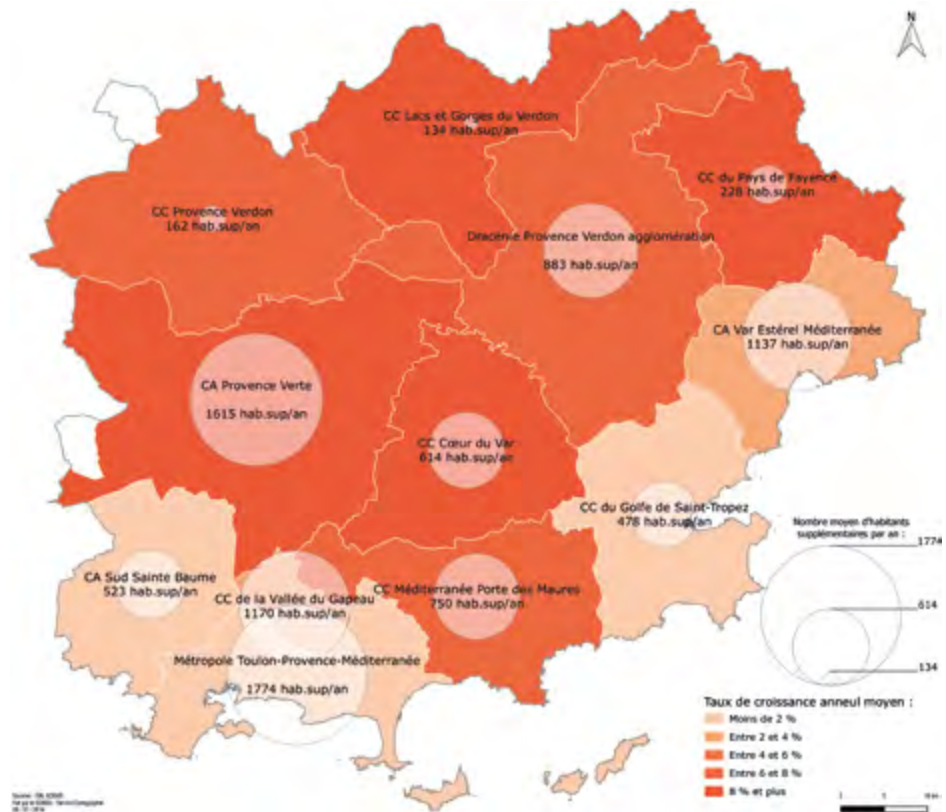 N
CC Lacs et Gorges du Verdon
134 hab.sup/an
CC du Pays de Fayence
228 hab.sup/an
CC Provence Verdon
162 hab.sup/an
Dracénie Provence Verdon agglomération
883 hab.sup/an
CA Var Estérel Méditerranée
1137 hab.sup/an
CA Provence Verte
1615 hab.sup/an
CC Cœur du Var
614 hab.sup/an
CC du Golfe de Saint-Tropez
478 hab.sup/an
CA Sud Sainte Baume
523 hab.sup/an
CC de la Vallée du Gapeau
1170 hab.sup/an
CC Méditerranée Porte des Maures
750 hab.sup/an
Métropole Toulon-Provence-Méditerranée
1774 hab.sup/an
Nombre moyen d'habitants
supplémentaires par an :
1774
614
134
Taux de croissance anneul moyen :
Moins de 2 %
Entre 2 et 4 %
Entre 4 et 6 %
Entre 6 et 8 %
8 % et plus